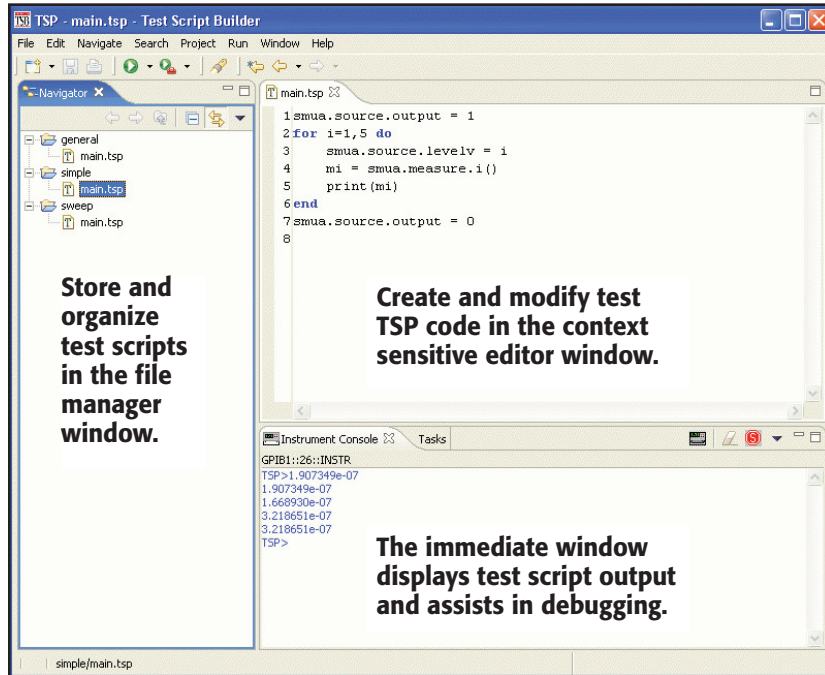 TSB TSP - main.tsp - Test Script Builder
File Edit Navigate Search Project Run Window Help
Navigator
general
main.tsp
simple
main.tsp
sweep
main.tsp
Store and
organize
test scripts
in the file
manager
window.
main.tsp
1 smua.source.output = 1
2 for i=1,5 do
3 smua.source.levelv = i
4 mi = smua.measure.i()
5 print(mi)
6 end
7 smua.source.output = 0
8
Create and modify test
TSP code in the context
sensitive editor window.
Instrument Console Tasks
GPIB1::26::INSTR
TSP>1.907349e-07
1.907349e-07
1.668930e-07
3.218651e-07
3.218651e-07
TSP>
The immediate window
displays test script output
and assists in debugging.
simple/main.tsp